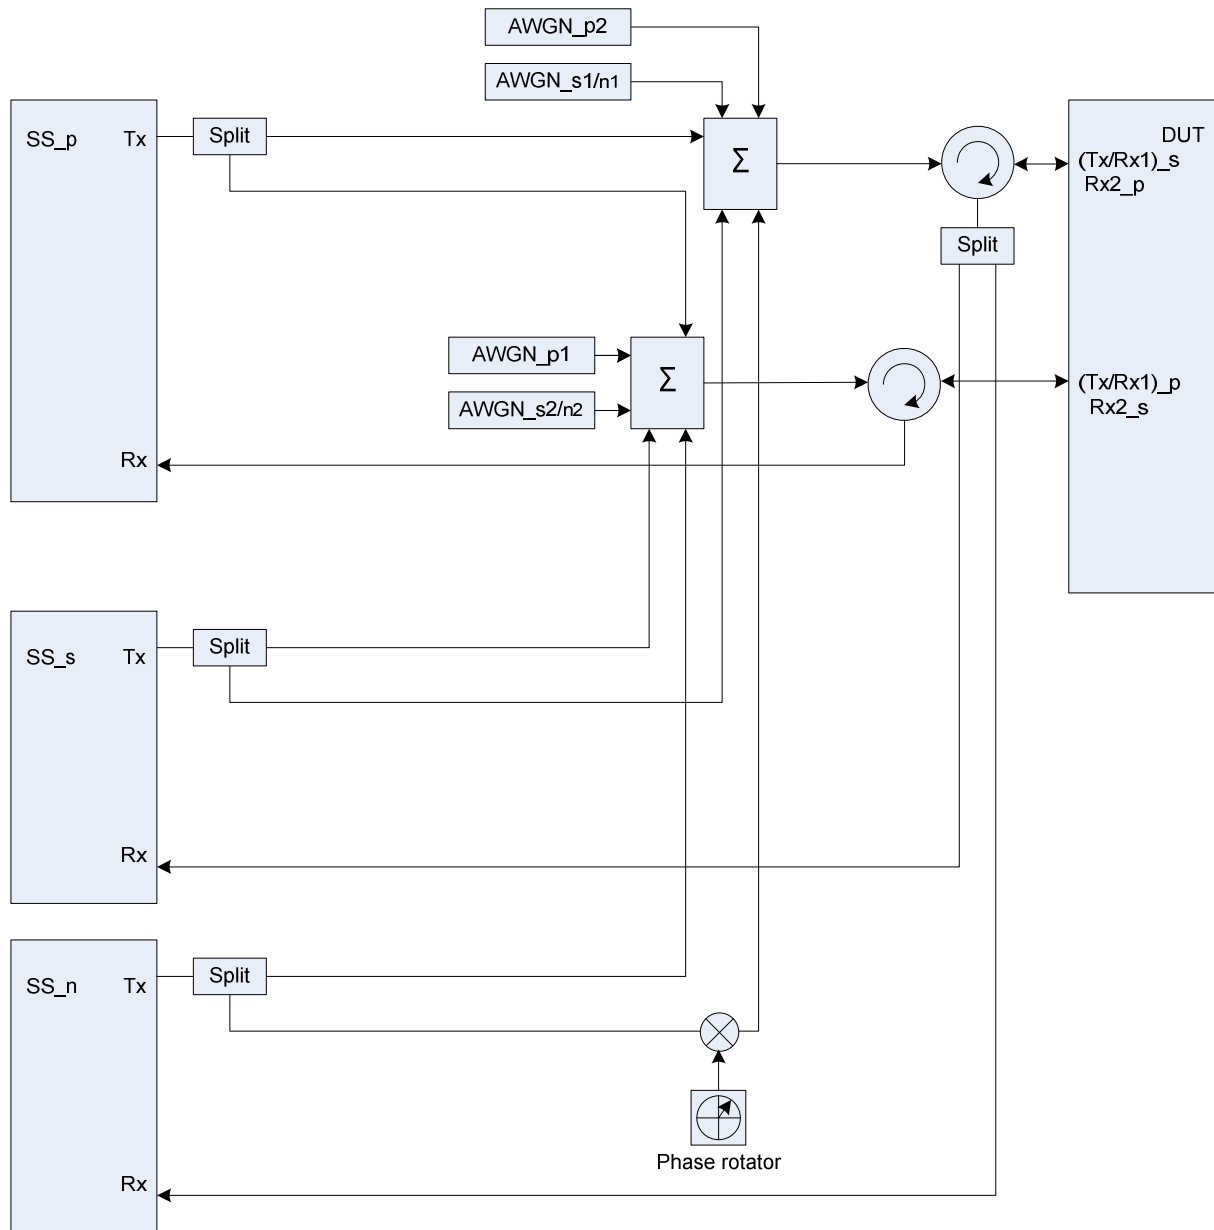 AWGN_p2
AWGN_s1/n1
SS_p
Tx
Split
Σ
DUT
(Tx/Rx1)_s
Rx2_p
Split
AWGN_p1
Σ
AWGN_s2/n2
(Tx/Rx1)_p
Rx2_s
Rx
SS_s
Tx
Split
Rx
SS_n
Tx
Split
Phase rotator
Rx